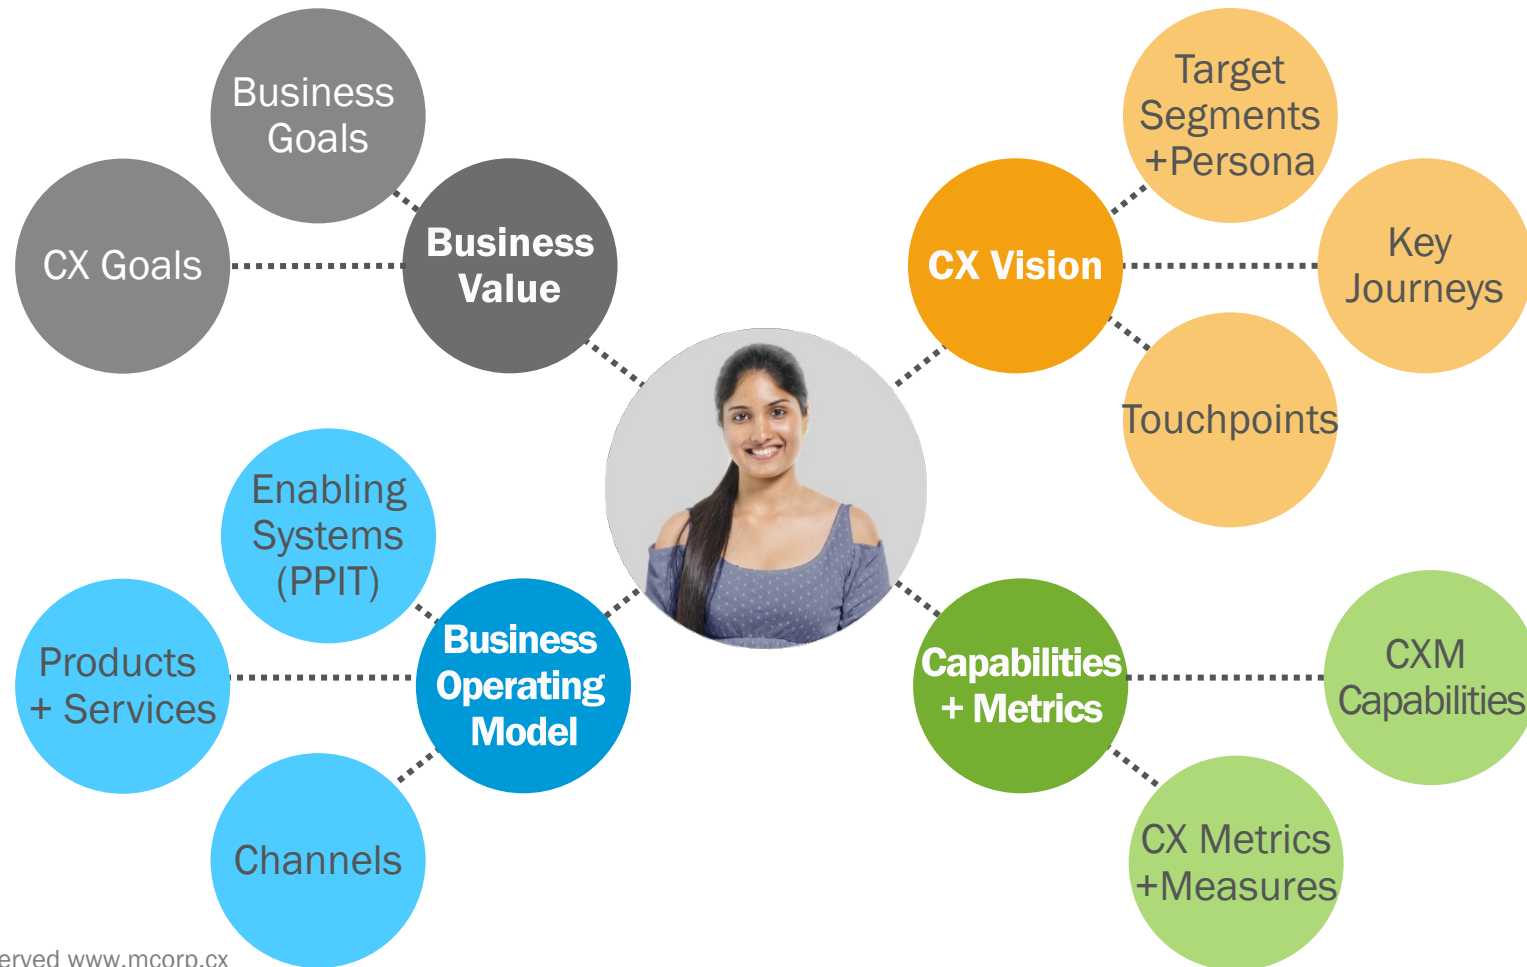 Business
Goals
CX Goals
Business
Value
Target
Segments
+Persona
CX Vision
Key
Journeys
Touchpoints
Enabling
Systems
(PPIT)
Products
+ Services
Business
Operating
Model
Channels
Capabilities
+ Metrics
CXM
Capabilities
CX Metrics
+Measures
www.mcorp.cx